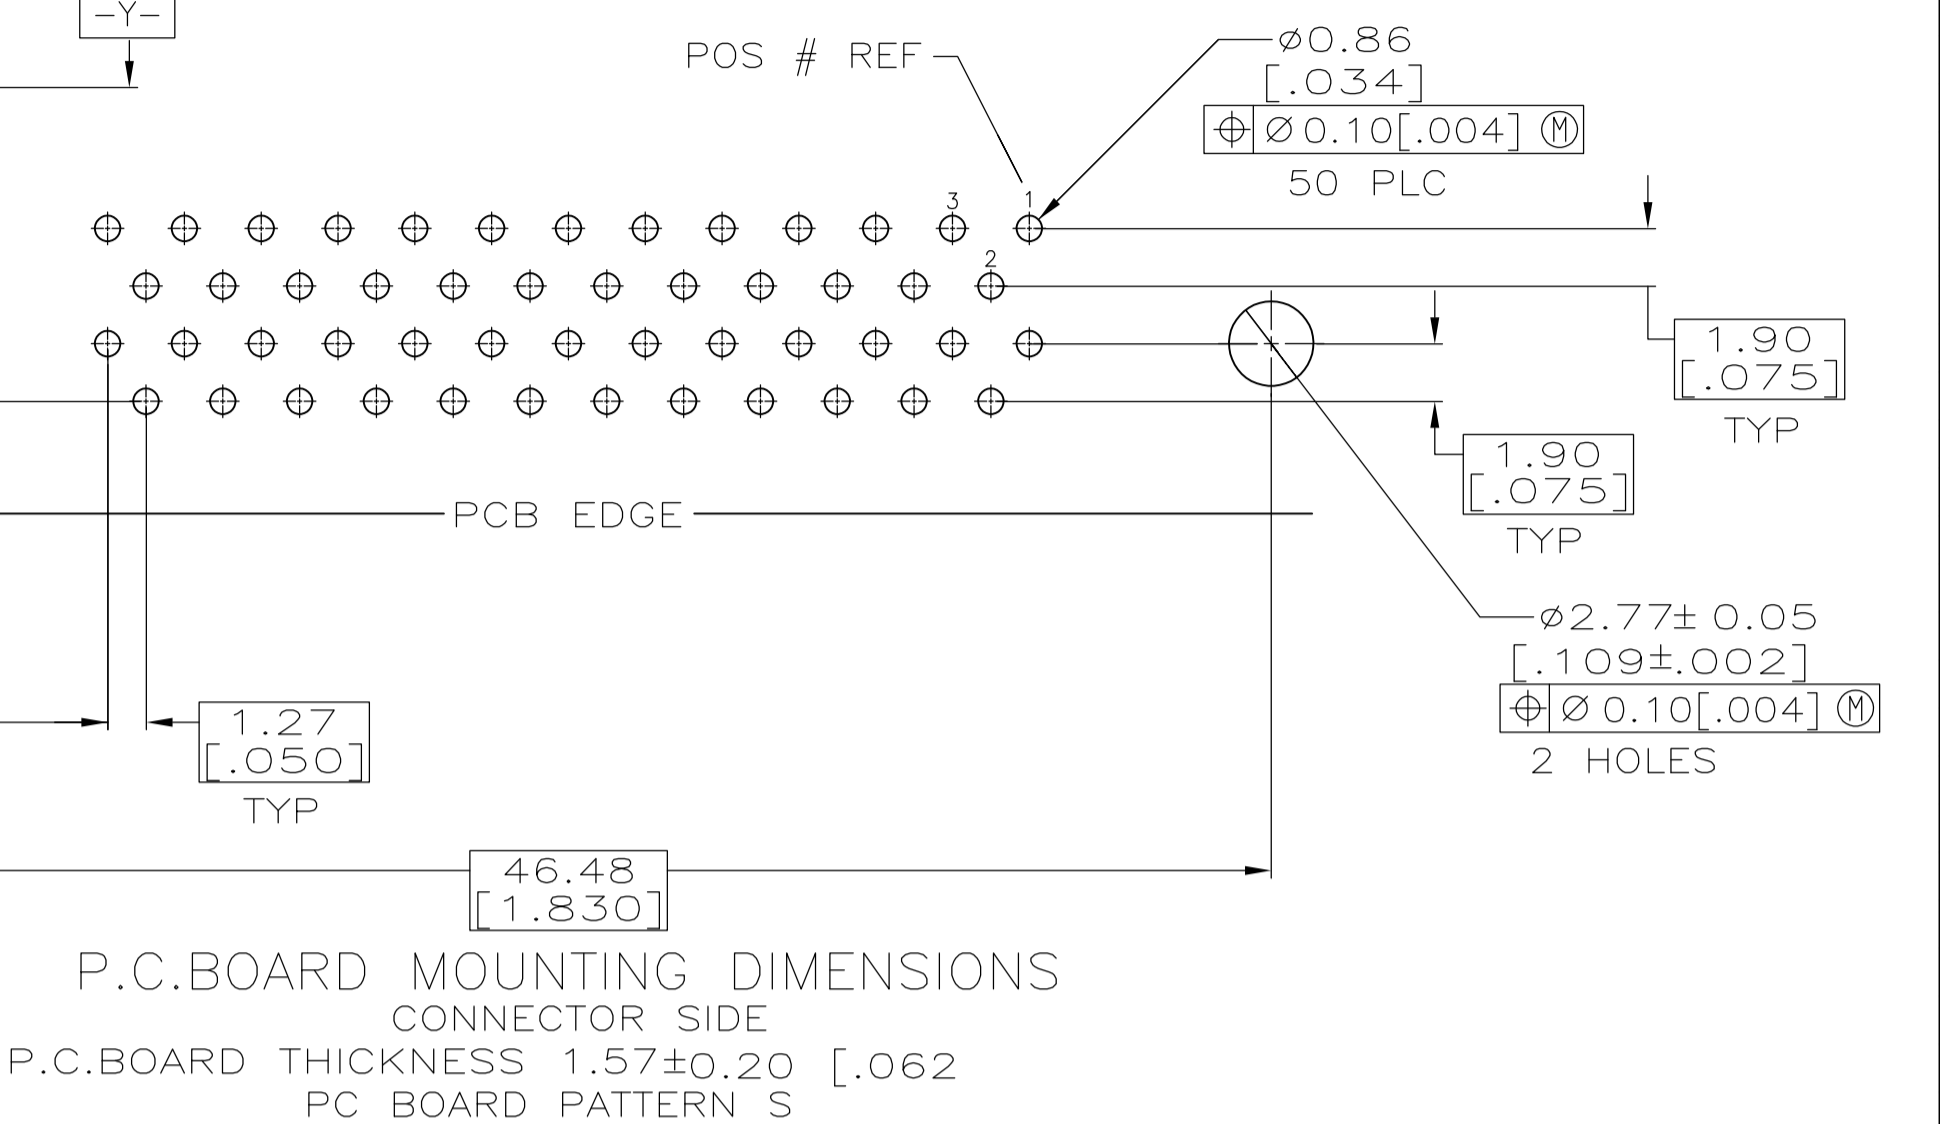 -Y-
POS # REF
⌀0.86
[.034]
⌖ ⌀0.10[.004] Ⓜ
50 PLC
3
1
2
1.90
[.075]
TYP
1.90
[.075]
TYP
PCB EDGE
⌀2.77± 0.05
[.109±.002]
⌖ ⌀ 0.10[.004] Ⓜ
2 HOLES
1.27
[.050]
TYP
46.48
[1.830]
P.C.BOARD MOUNTING DIMENSIONS
CONNECTOR SIDE
P.C.BOARD THICKNESS 1.57±0.20 [.062
PC BOARD PATTERN S